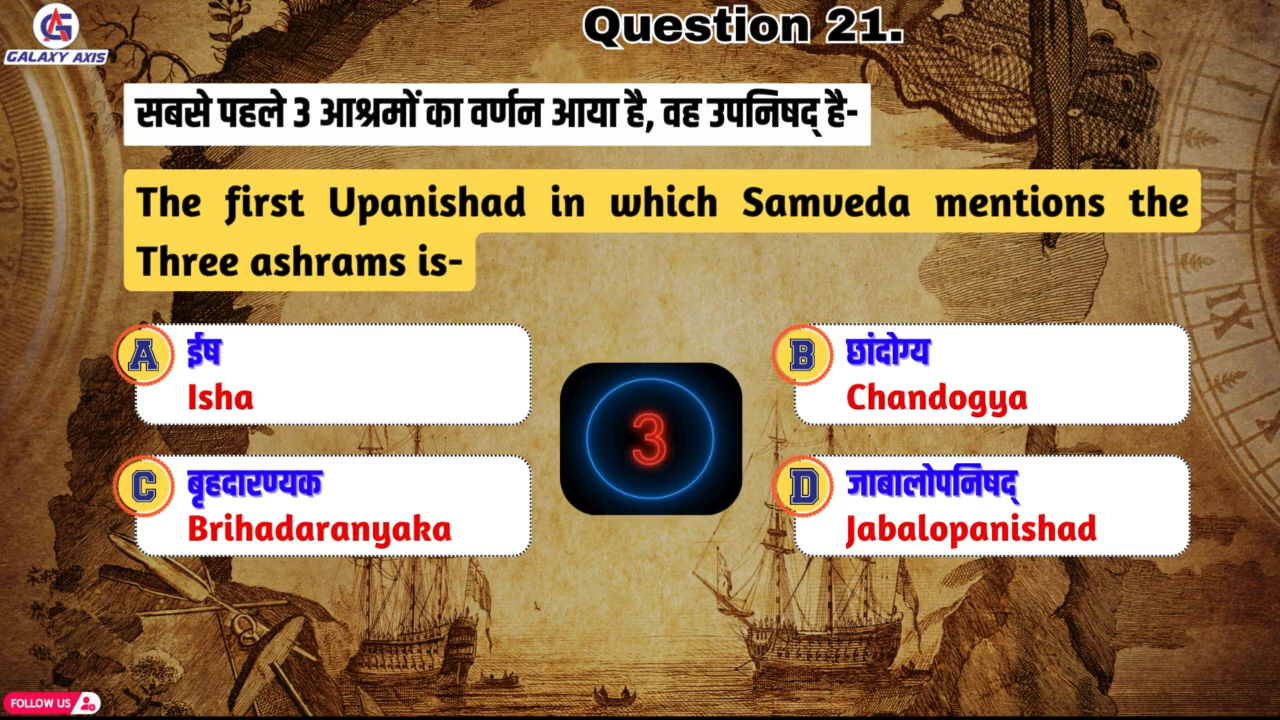 GALAXY AXIS
Question 21.
सबसे पहले 3 आश्रमों का वर्णन आया है, वह उपनिषद् है-
The first Upanishad in which Samveda mentions the
Three ashrams is-
A ईष
Isha
B छांदोग्य
Chandogya
3
C बृहदारण्यक
Brihadaranyaka
D जाबालोपनिषद्
Jabalopanishad
FOLLOW US